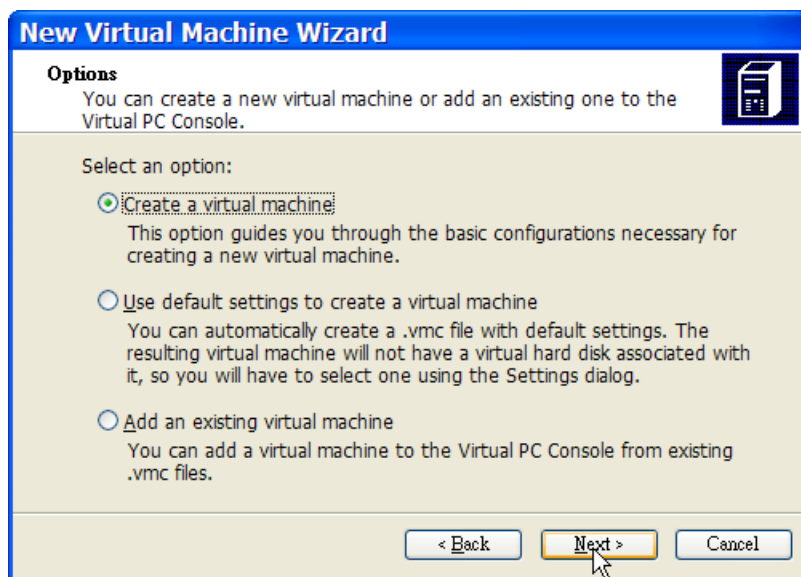 New Virtual Machine Wizard
Options
You can create a new virtual machine or add an existing one to the
Virtual PC Console.
Select an option:
Create a virtual machine
This option guides you through the basic configurations necessary for
creating a new virtual machine.
Use default settings to create a virtual machine
You can automatically create a .vmc file with default settings. The
resulting virtual machine will not have a virtual hard disk associated with
it, so you will have to select one using the Settings dialog.
Add an existing virtual machine
You can add a virtual machine to the Virtual PC Console from existing
.vmc files.
< Back Next > Cancel